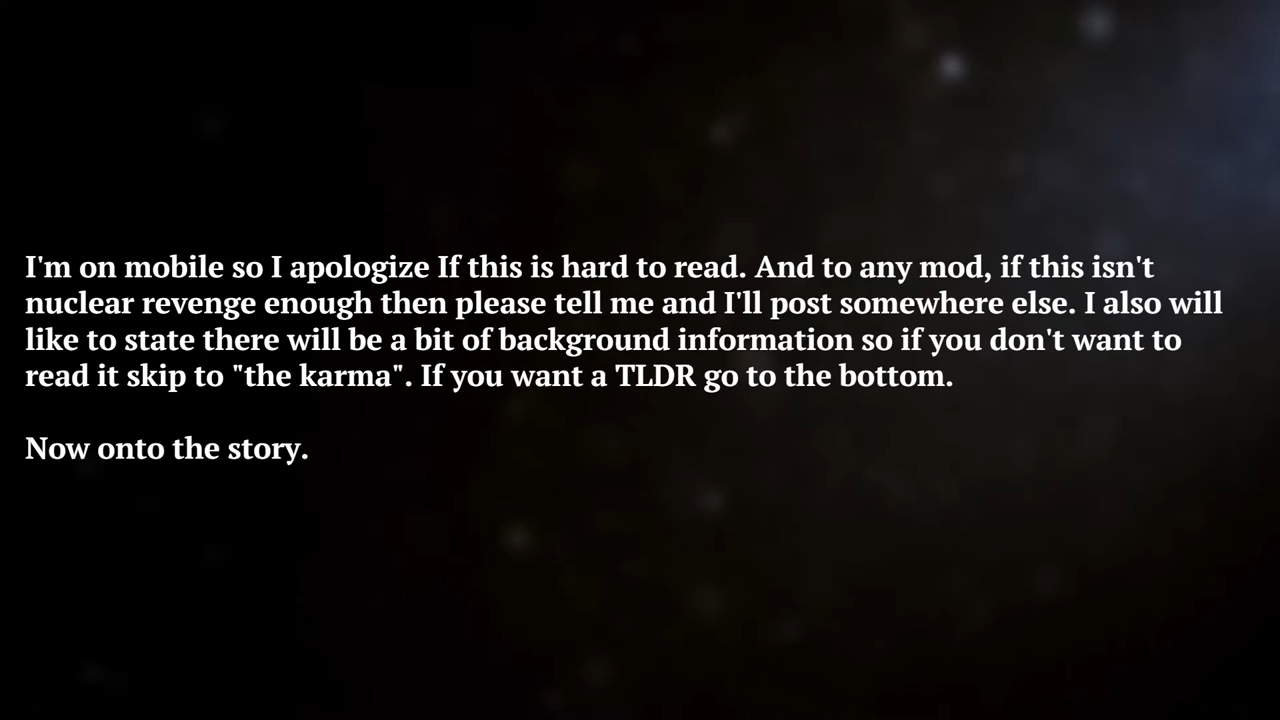 I'm on mobile so I apologize If this is hard to read. And to any mod, if this isn't
nuclear revenge enough then please tell me and I'll post somewhere else. I also will
like to state there will be a bit of background information so if you don't want to
read it skip to "the karma". If you want a TLDR go to the bottom.
Now onto the story.